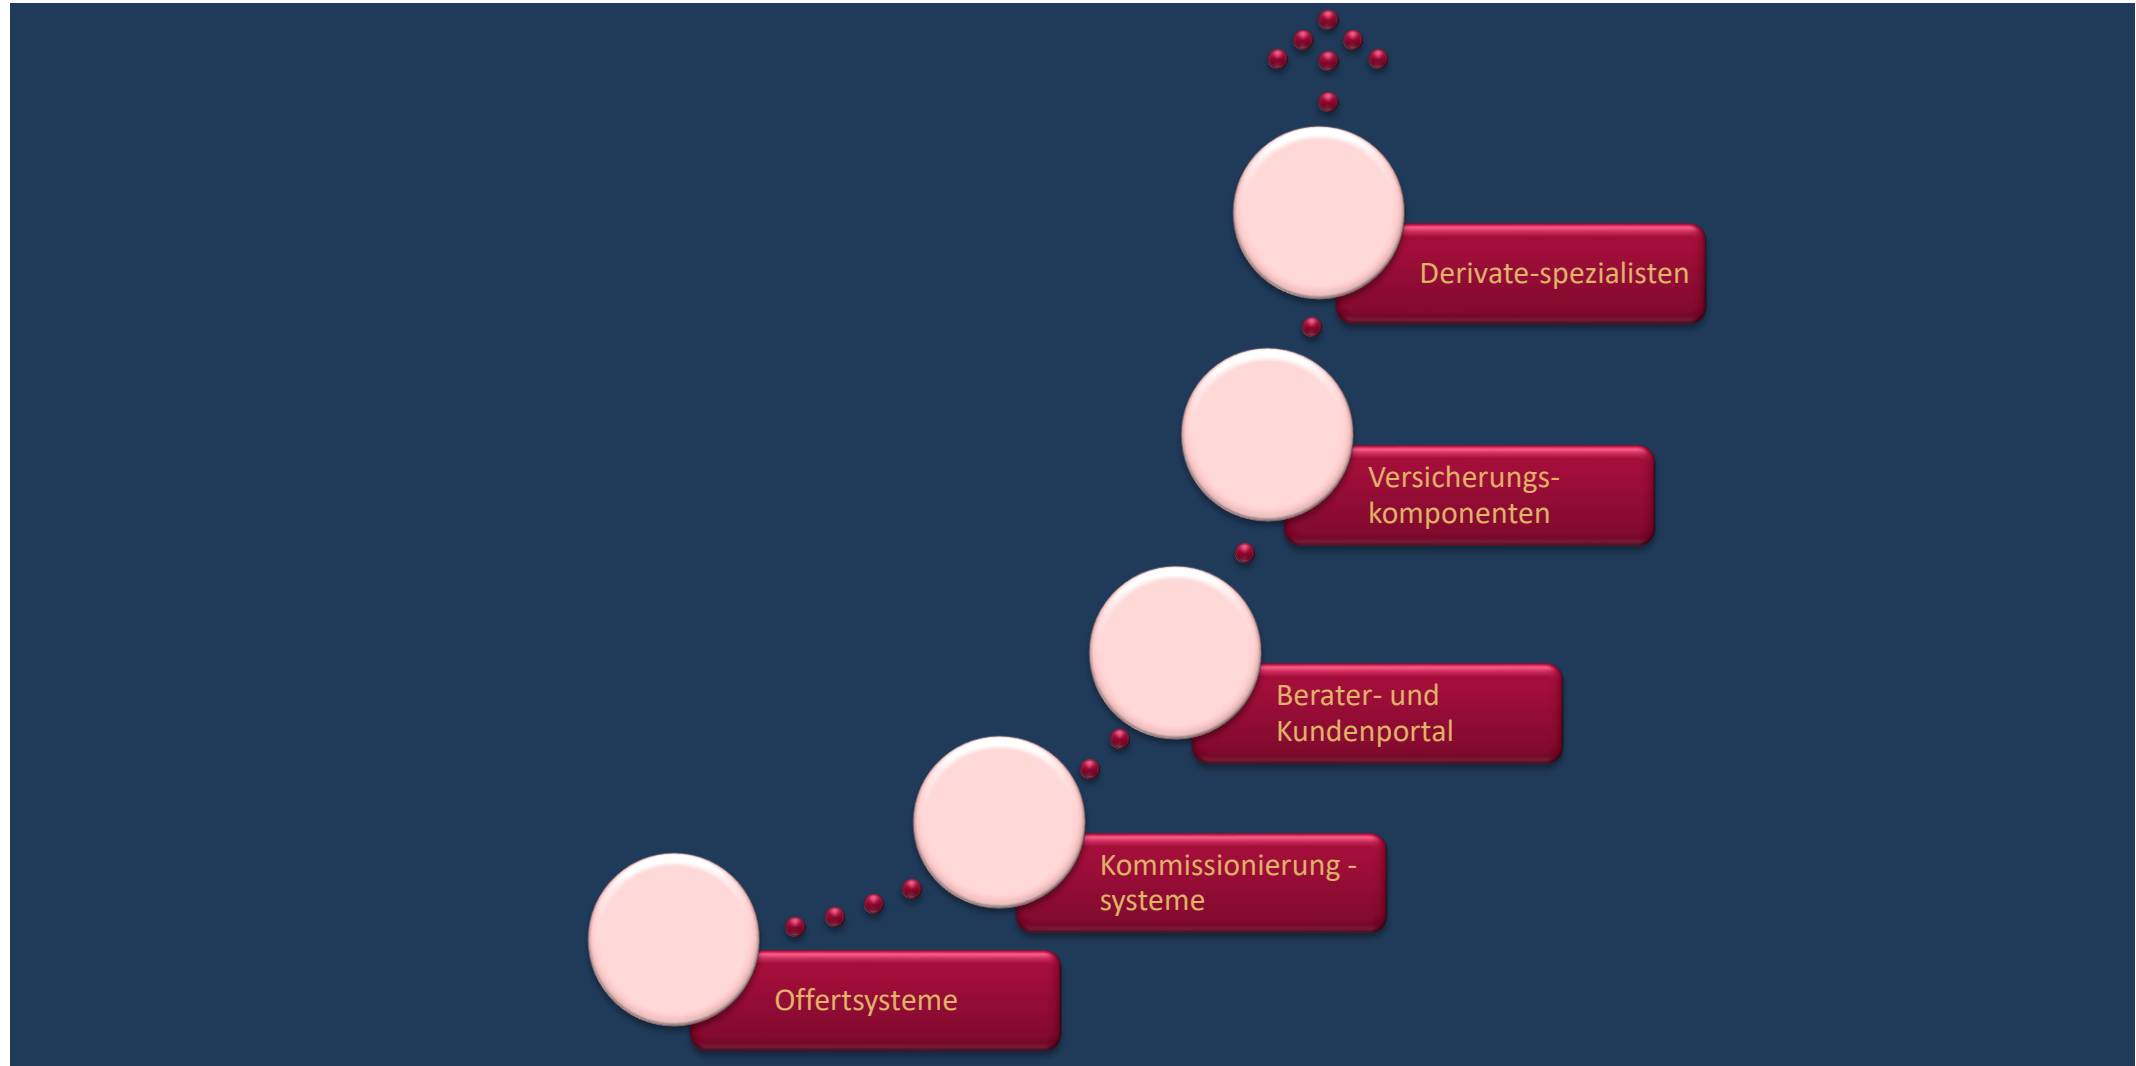 Derivate-spezialisten
Versicherungs-
komponenten
Berater- und
Kundenportal
Kommissionierung -
systeme
Offertsysteme